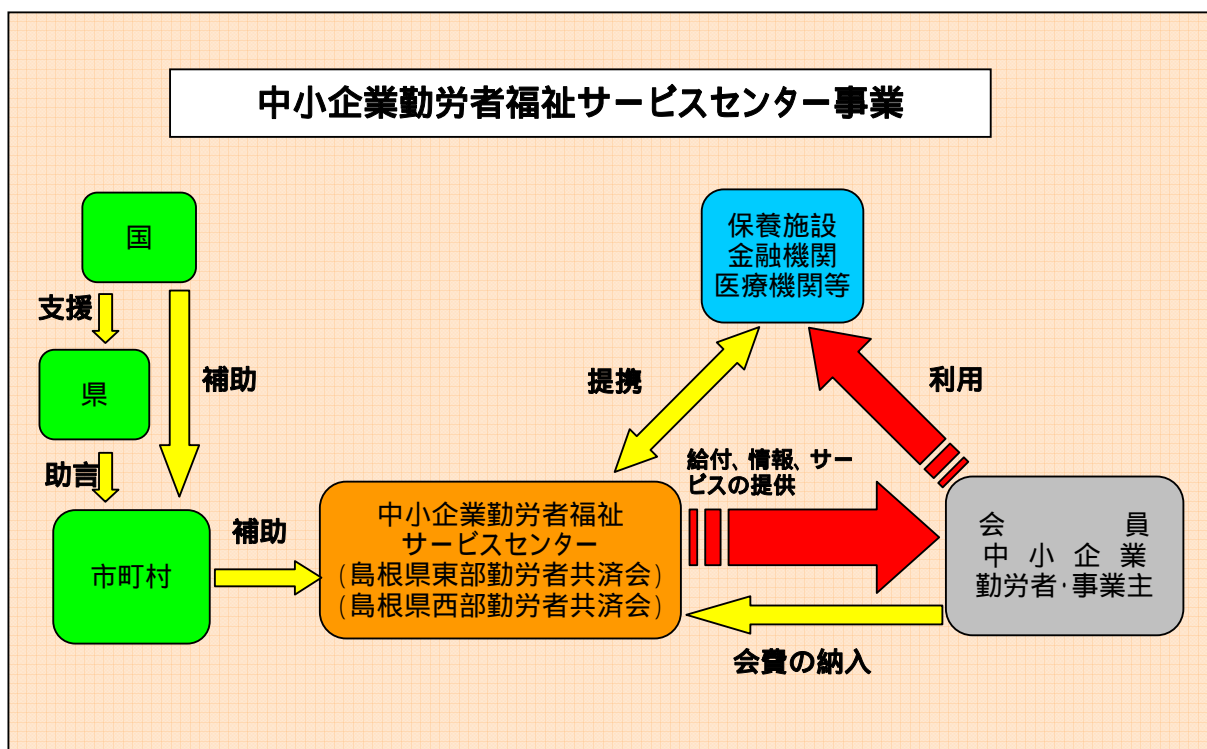 中小企業勤労者福祉サービスセンター事業
国
支援
県
補助
助言
市町村
補助
保養施設
金融機関
医療機関等
提携
利用
給付、情報、サー
ビスの提供
中小企業勤労者福祉
サービスセンター
(島根県東部勤労者共済会)
(島根県西部勤労者共済会)
会員
中小企業
勤労者・事業主
会費の納入